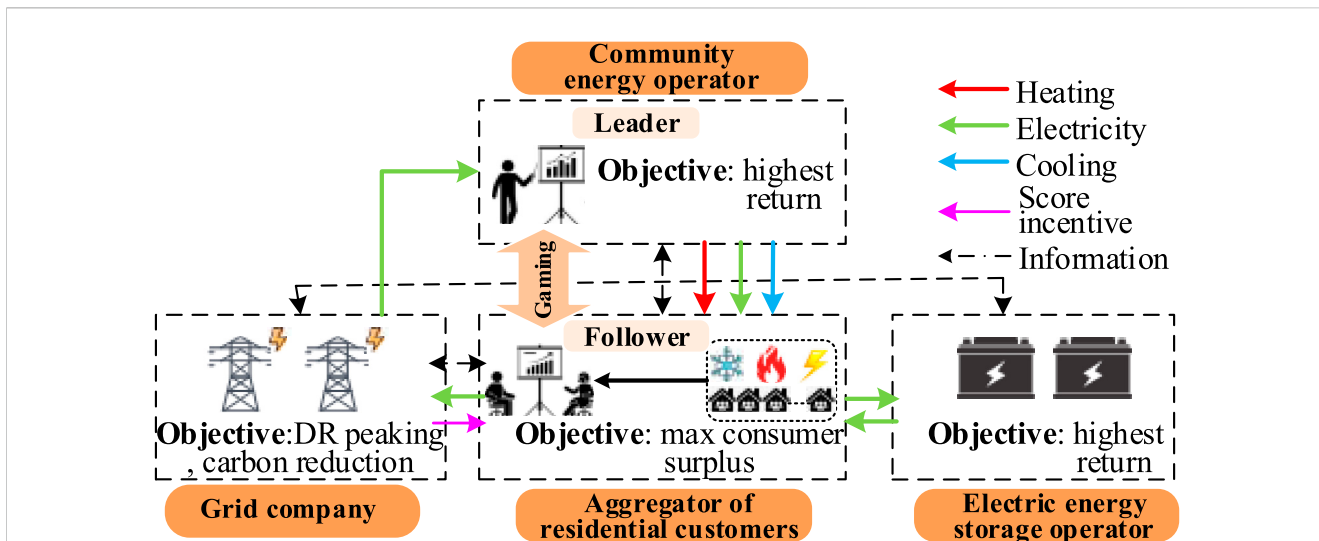 Community
energy operator
Leader
Objective: highest
return
Heating
Electricity
Cooling
Score
incentive
Information
Gaming
Follower
Objective:DR peaking
, carbon reduction
Objective: max consumer
surplus
Objective: highest
return
Grid company
Aggregator of
residential customers
Electric energy
storage operator